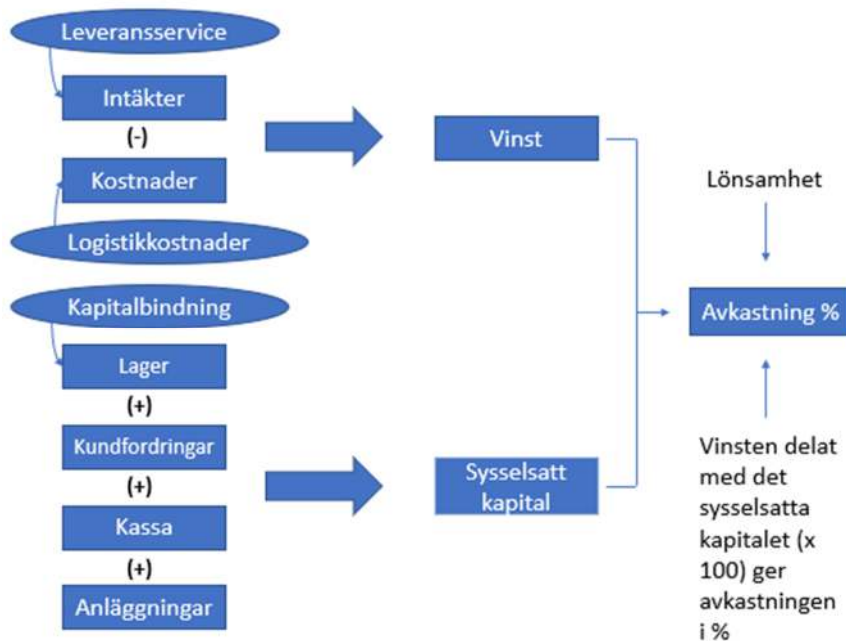 Leveransservice
Intäkter
(-)
Kostnader
Logistikkostnader
Kapitalbindning
Lager
(+)
Kundfordringar
(+)
Kassa
(+)
Anläggningar
Vinst
Sysselsatt
kapital
Lönsamhet
Avkastning %
Vinsten delat
med det
sysselsatta
kapitalet (x
100) ger
avkastningen
i %